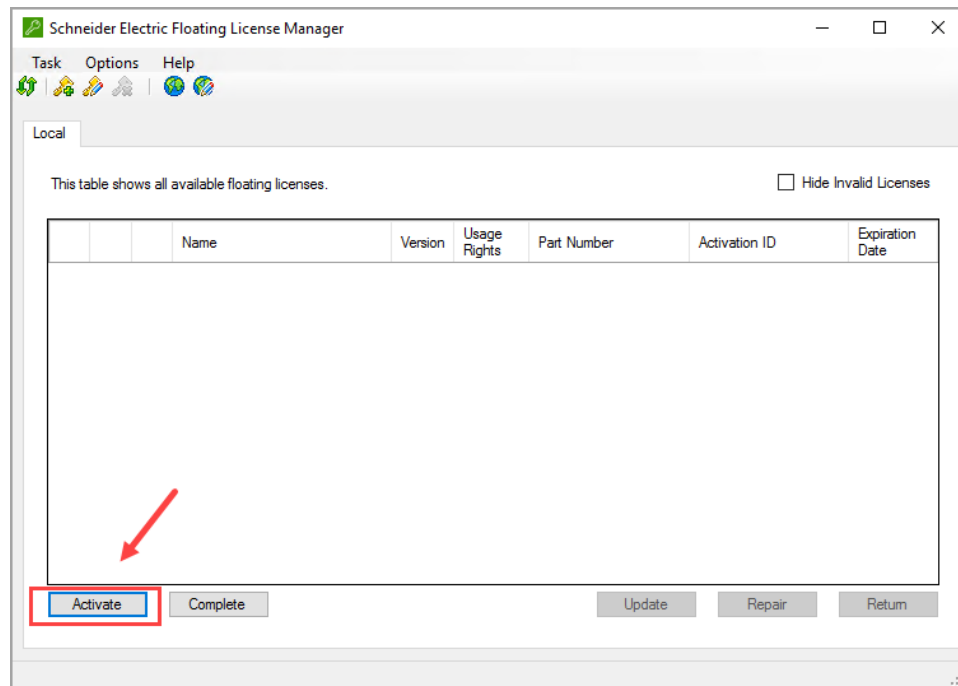 Schneider Electric Floating License Manager
Task Options Help
Local
This table shows all available floating licenses.
Hide Invalid Licenses
Name Version Usage Rights Part Number Activation ID Expiration Date
Activate Complete Update Repair Return